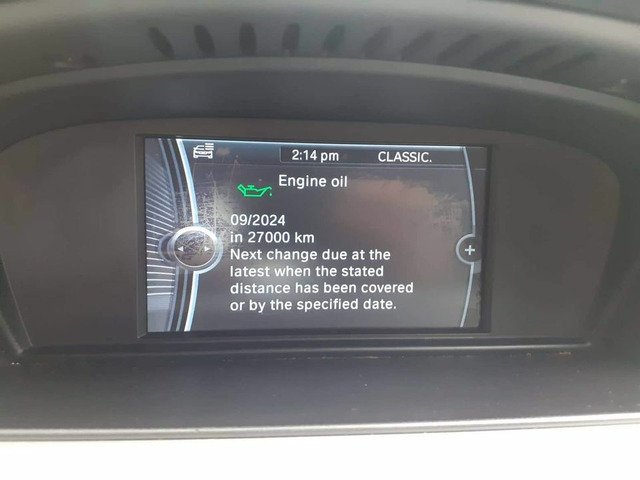 2:14 pm CLASSIC.
Engine oil
09/2024
in 27000 km
Next change due at the
latest when the stated
distance has been covered
or by the specified date.
+